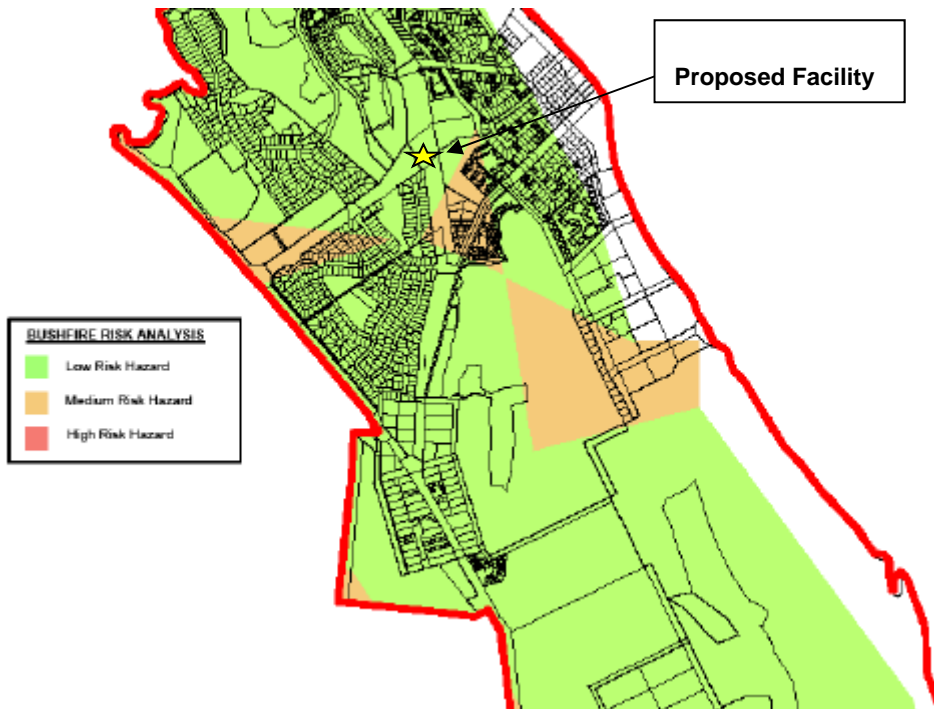 Proposed Facility
BUSHFIRE RISK ANALYSIS
Low Risk Hazard
Medium Risk Hazard
High Risk Hazard